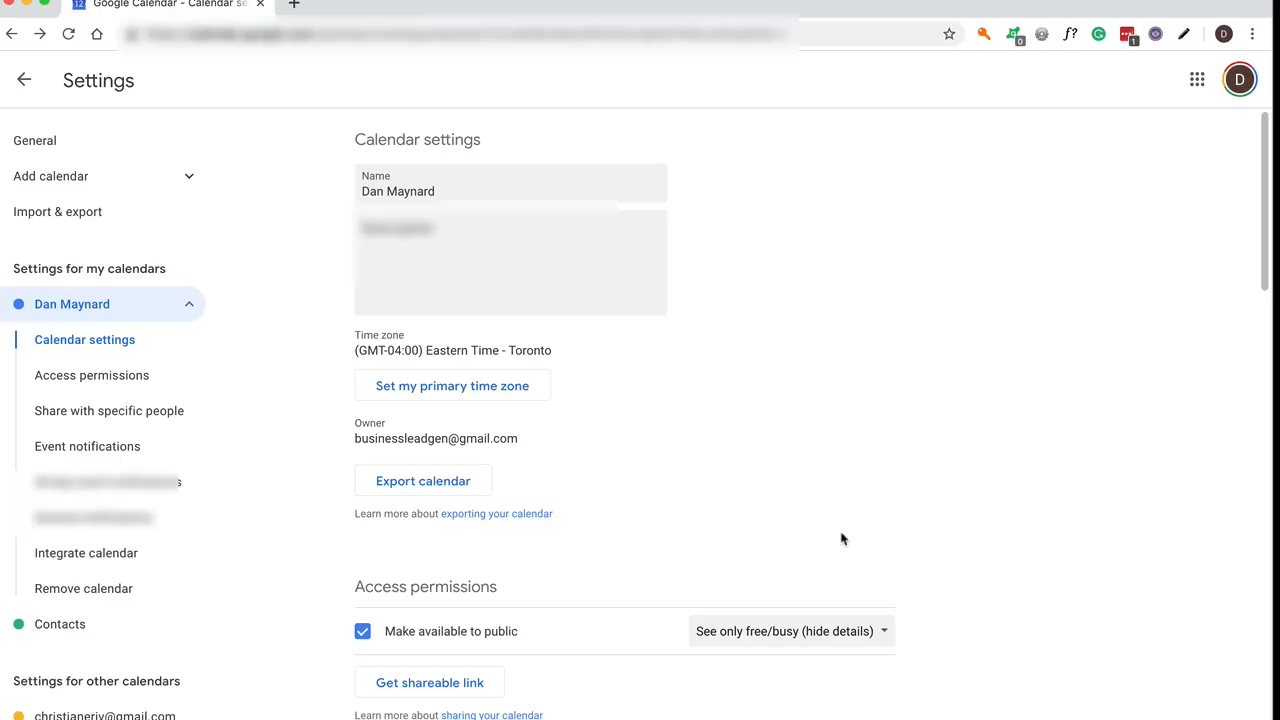 Google Calendar - Calendar se
0
f?
1
D
Settings
D
General
Add calendar
Import & export
Settings for my calendars
Dan Maynard
Calendar settings
Access permissions
Share with specific people
Event notifications
Integrate calendar
Remove calendar
Contacts
Settings for other calendars
christianeriv@gmail.com
Calendar settings
Name
Dan Maynard
Time zone
(GMT-04:00) Eastern Time - Toronto
Set my primary time zone
Owner
businessleadgen@gmail.com
Export calendar
Learn more about exporting your calendar
Access permissions
Make available to public
See only free/busy (hide details)
Get shareable link
Learn more about sharing your calendar